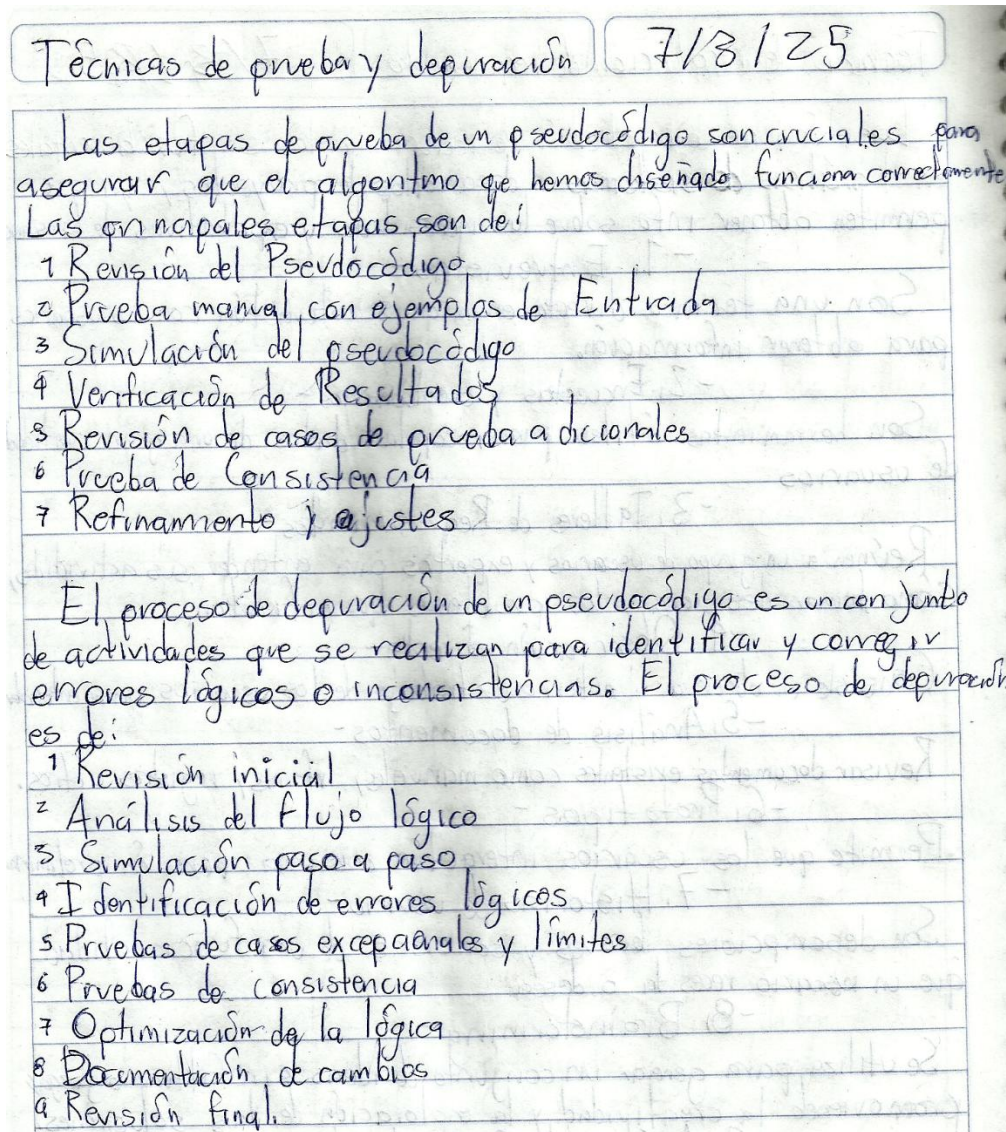 Técnicas de prueba y depuración 7/3/25
Las etapas de prueba de un pseudocódigo son cruciales para
asegurar que el algoritmo que hemos diseñado funciona correctamente
Las principales etapas son de:
1 Revisión del Pseudocódigo
2 Prueba manual con ejemplos de Entrada
3 Simulación del pseudocódigo
4 Verificación de Resultados
5 Revisión de casos de prueba adicionales
6 Prueba de Consistencia
7 Refinamiento y ajustes
El proceso de depuración de un pseudocódigo es un conjunto
de actividades que se realizan para identificar y corregir
errores lógicos o inconsistencias. El proceso de depuración
es de:
1 Revisión inicial
2 Análisis del flujo lógico
3 Simulación paso a paso
4 Identificación de errores lógicos
5 Pruebas de casos excepcionales y límites
6 Pruebas de consistencia
7 Optimización de la lógica
8 Documentación de cambios
9 Revisión final.